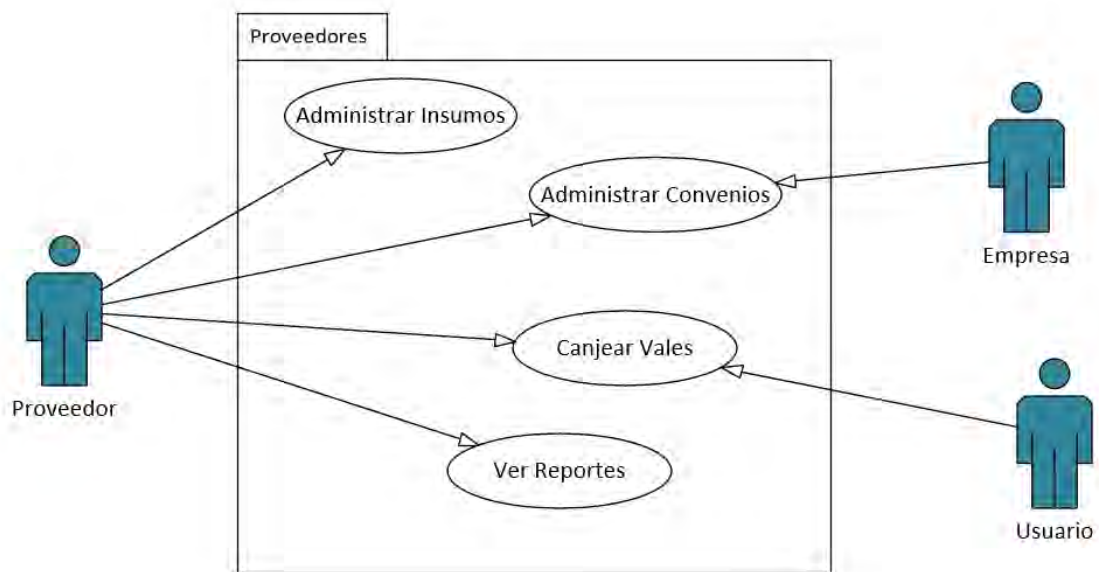 Proveedores
Administrar Insumos
Administrar Convenios
Empresa
Proveedor
Canjear Vales
Ver Reportes
Usuario